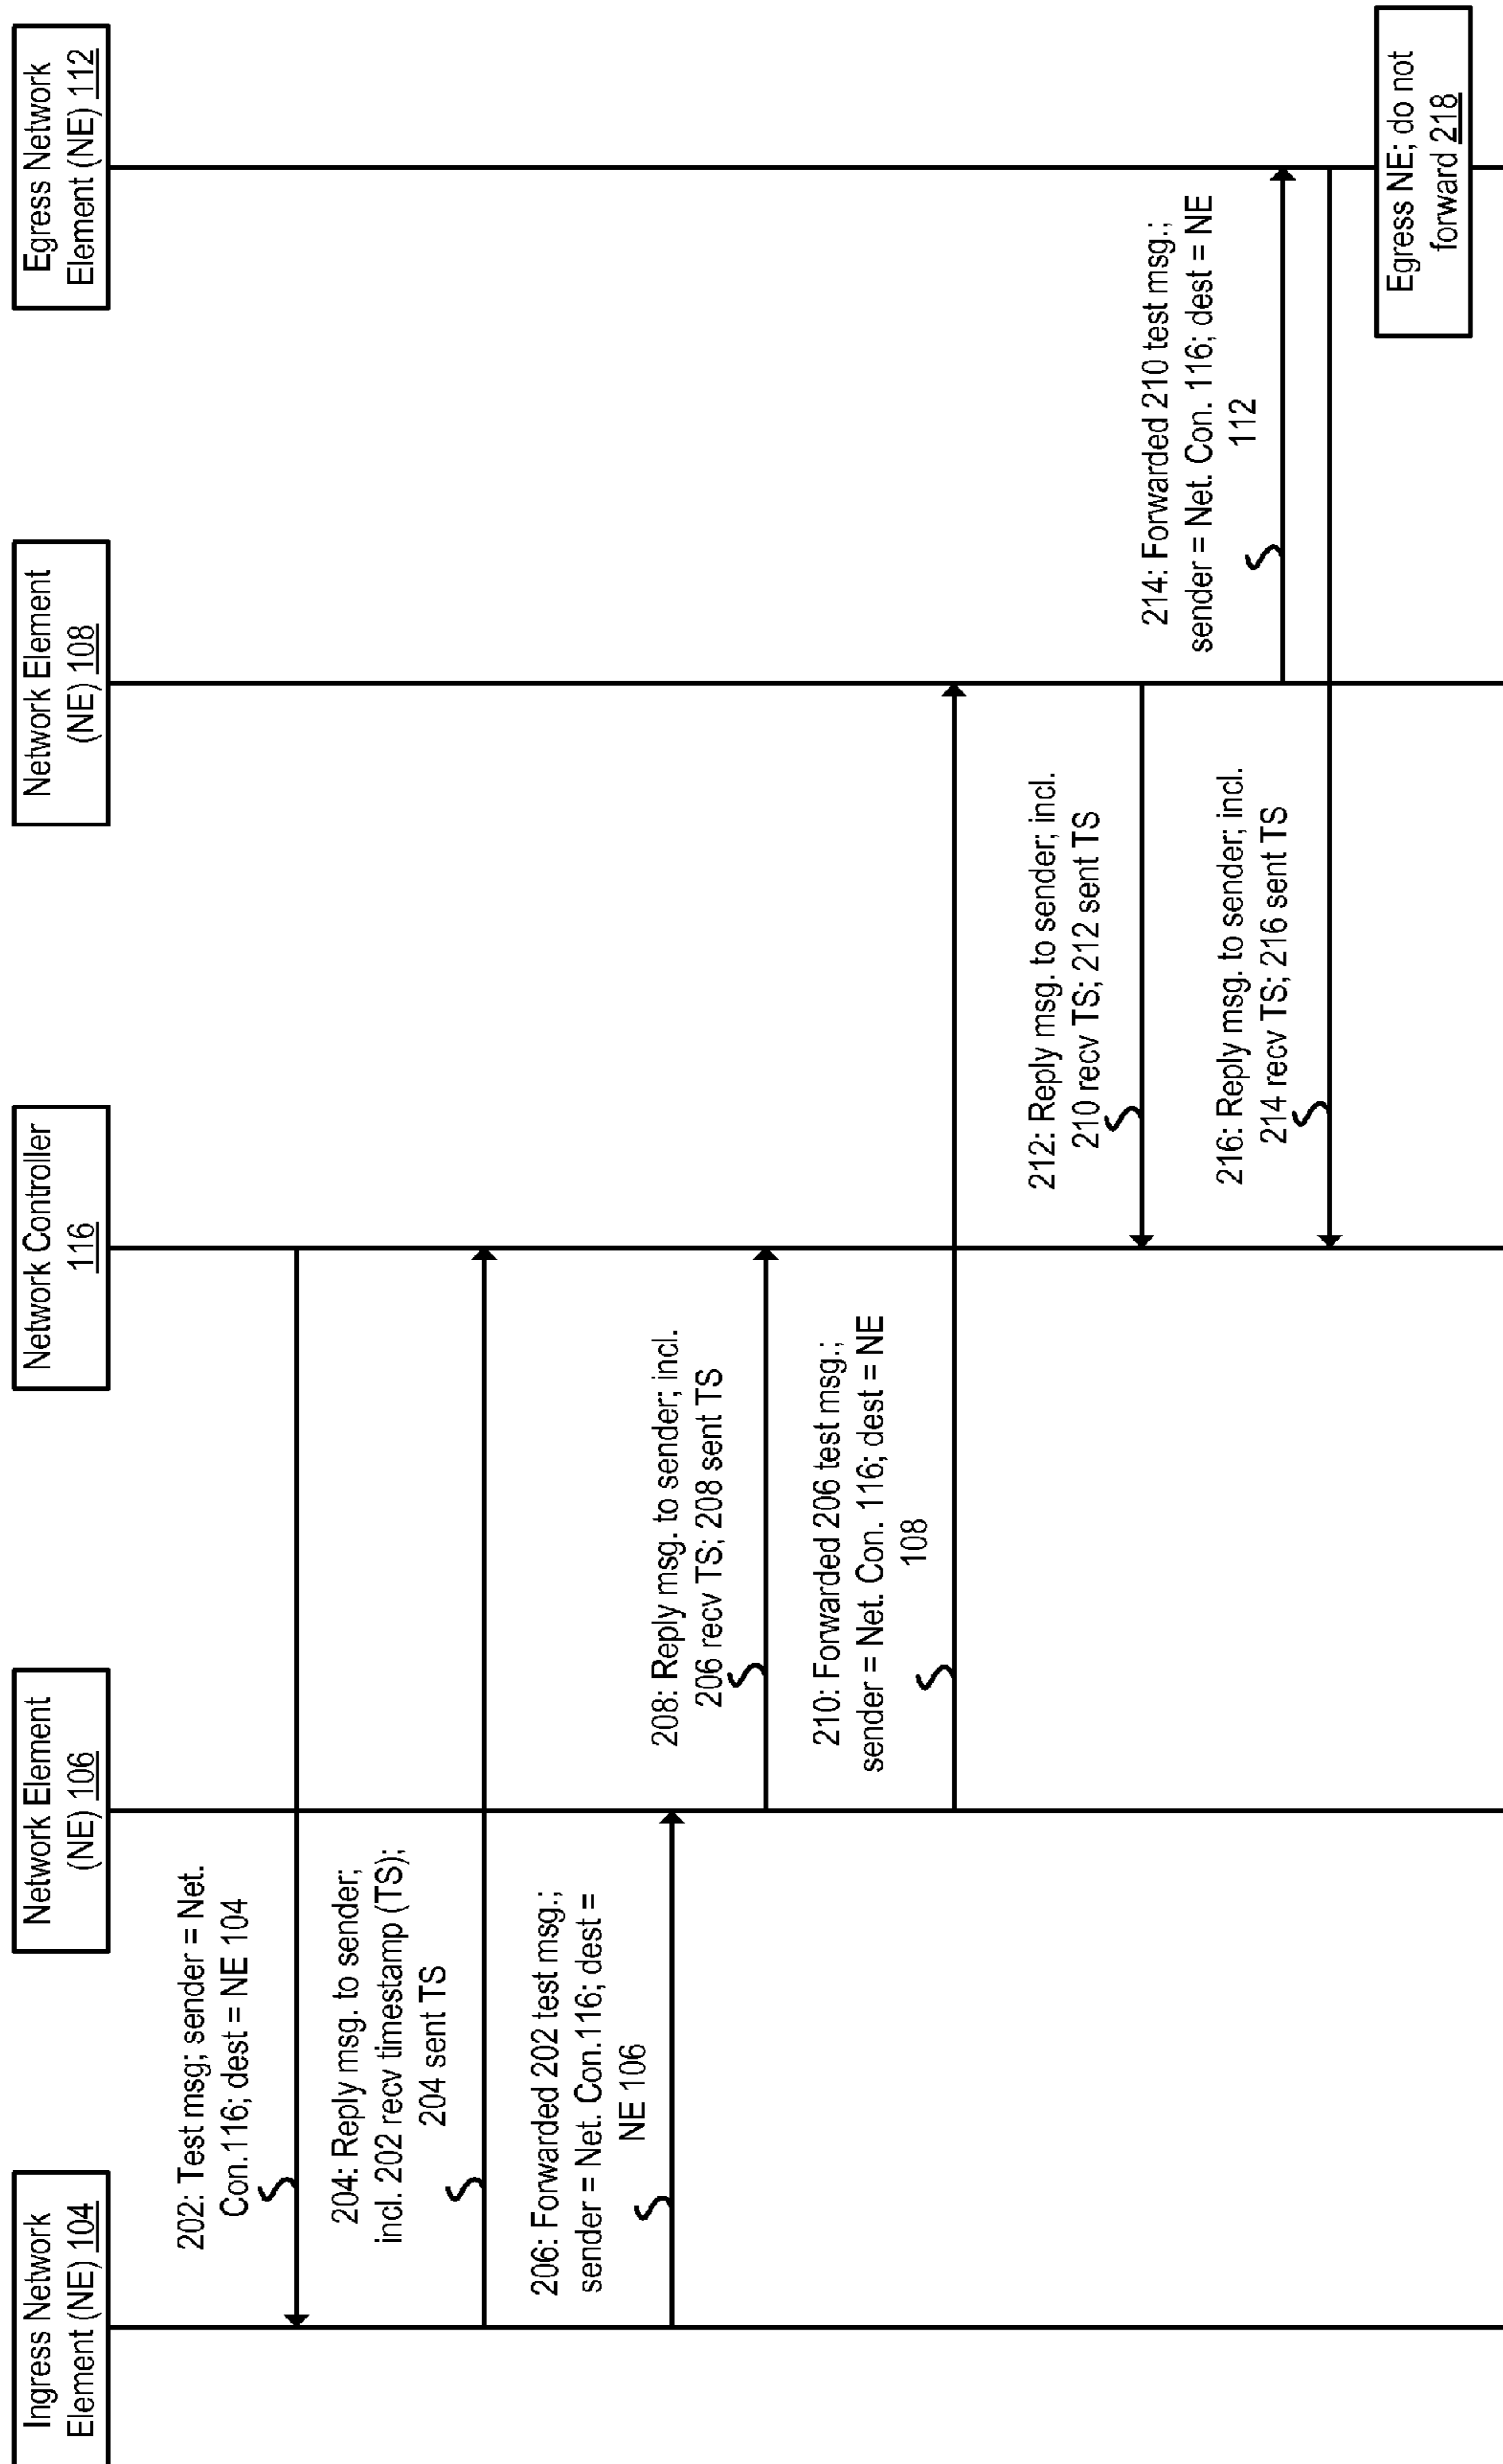 Ingress Network
Element (NE) 104
Network Element
(NE) 106
Network Controller
116
Network Element
(NE) 108
Egress Network
Element (NE) 112
202: Test msg; sender = Net.
Con.116; dest = NE 104
204: Reply msg. to sender;
incl. 202 recv timestamp (TS);
204 sent TS
206: Forwarded 202 test msg.;
sender = Net. Con.116; dest =
NE 106
208: Reply msg. to sender; incl.
206 recv TS; 208 sent TS
210: Forwarded 206 test msg.;
sender = Net. Con. 116; dest = NE
108
212: Reply msg. to sender; incl.
210 recv TS; 212 sent TS
214: Forwarded 210 test msg.;
sender = Net. Con. 116; dest = NE
112
216: Reply msg. to sender; incl.
214 recv TS; 216 sent TS
Egress NE; do not
forward 218